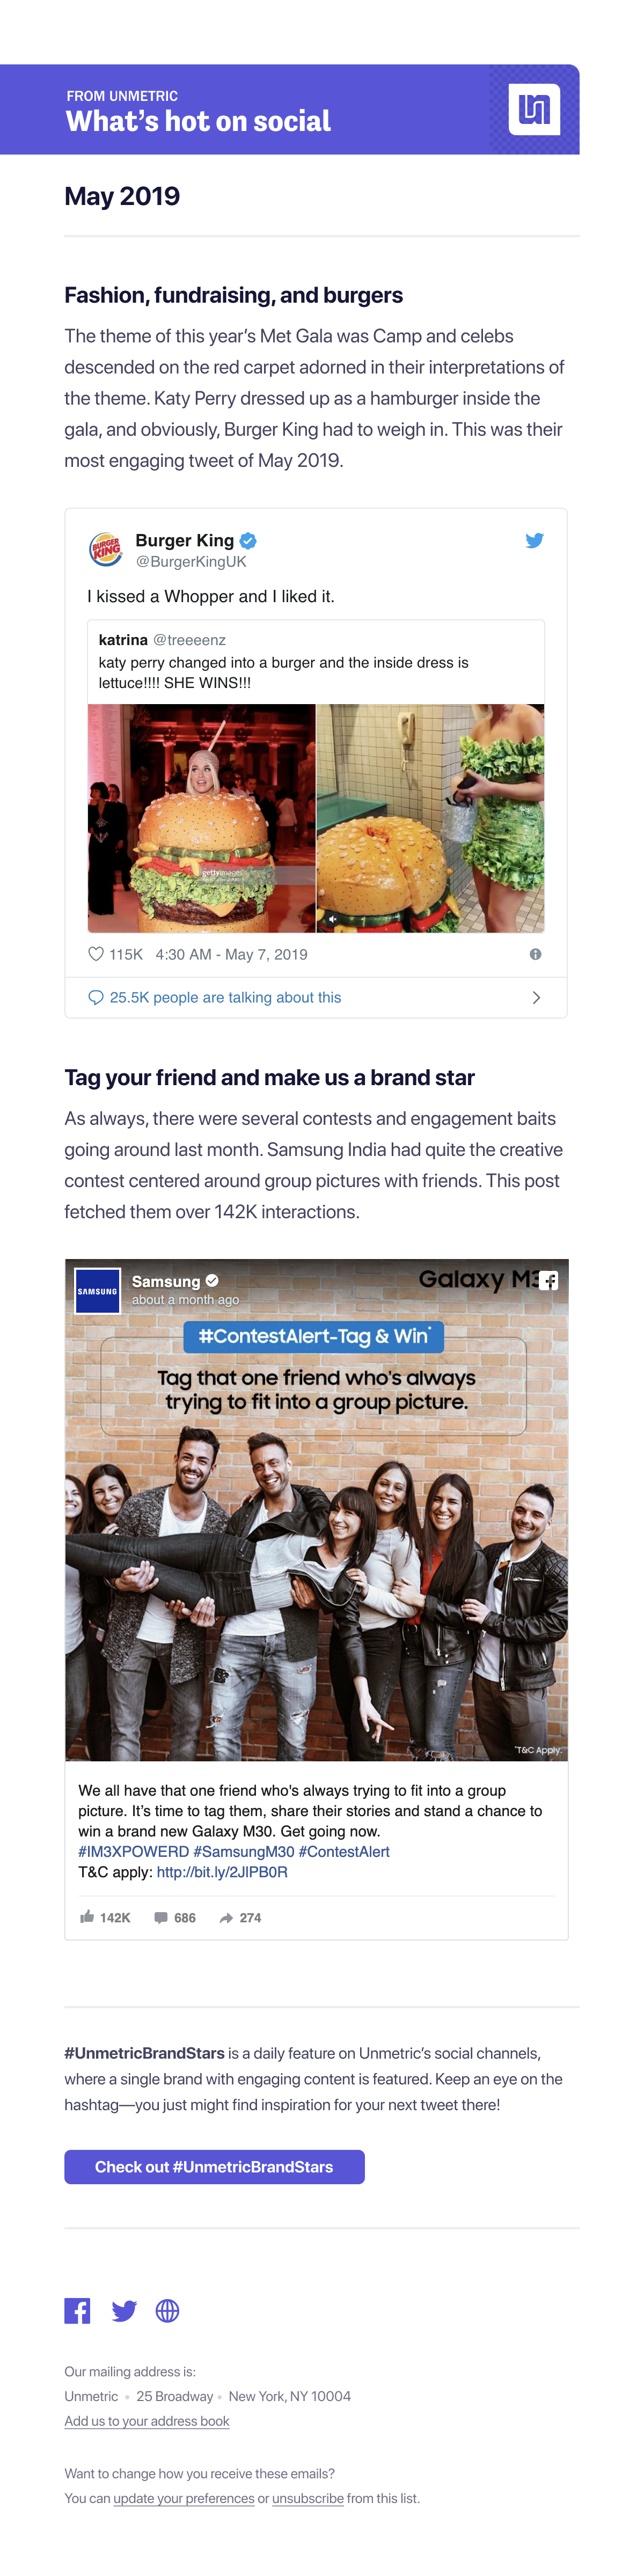 FROM UNMETRIC
What's hot on social
May 2019
Fashion, fundraising, and burgers
The theme of this year's Met Gala was Camp and celebs
descended on the red carpet adorned in their interpretations of
the theme. Katy Perry dressed up as a hamburger inside the
gala, and obviously, Burger King had to weigh in. This was their
most engaging tweet of May 2019.
BURGER
KING
Burger King
@BurgerKingUK
I kissed a Whopper and I liked it.
katrina @treeeenz
katy perry changed into a burger and the inside dress is
lettuce!!!! SHE WINS!!!
gettyimages
115K 4:30 AM - May 7, 2019
25.5K people are talking about this
Tag your friend and make us a brand star
As always, there were several contests and engagement baits
going around last month. Samsung India had quite the creative
contest centered around group pictures with friends. This post
fetched them over 142K interactions.
SAMSUNG
Samsung
about a month ago
Galaxy M3
#ContestAlert-Tag & Win*
Tag that one friend who's always
trying to fit into a group picture.
*T&C Apply.
We all have that one friend who's always trying to fit into a group
picture. It's time to tag them, share their stories and stand a chance to
win a brand new Galaxy M30. Get going now.
#IM3XPOWERD #SamsungM30 #ContestAlert
T&C apply: http://bit.ly/2JlPB0R
142K 686 274
#UnmetricBrandStars is a daily feature on Unmetric's social channels,
where a single brand with engaging content is featured. Keep an eye on the
hashtag—you just might find inspiration for your next tweet there!
Check out #UnmetricBrandStars
Our mailing address is:
Unmetric • 25 Broadway • New York, NY 10004
Add us to your address book
Want to change how you receive these emails?
You can update your preferences or unsubscribe from this list.